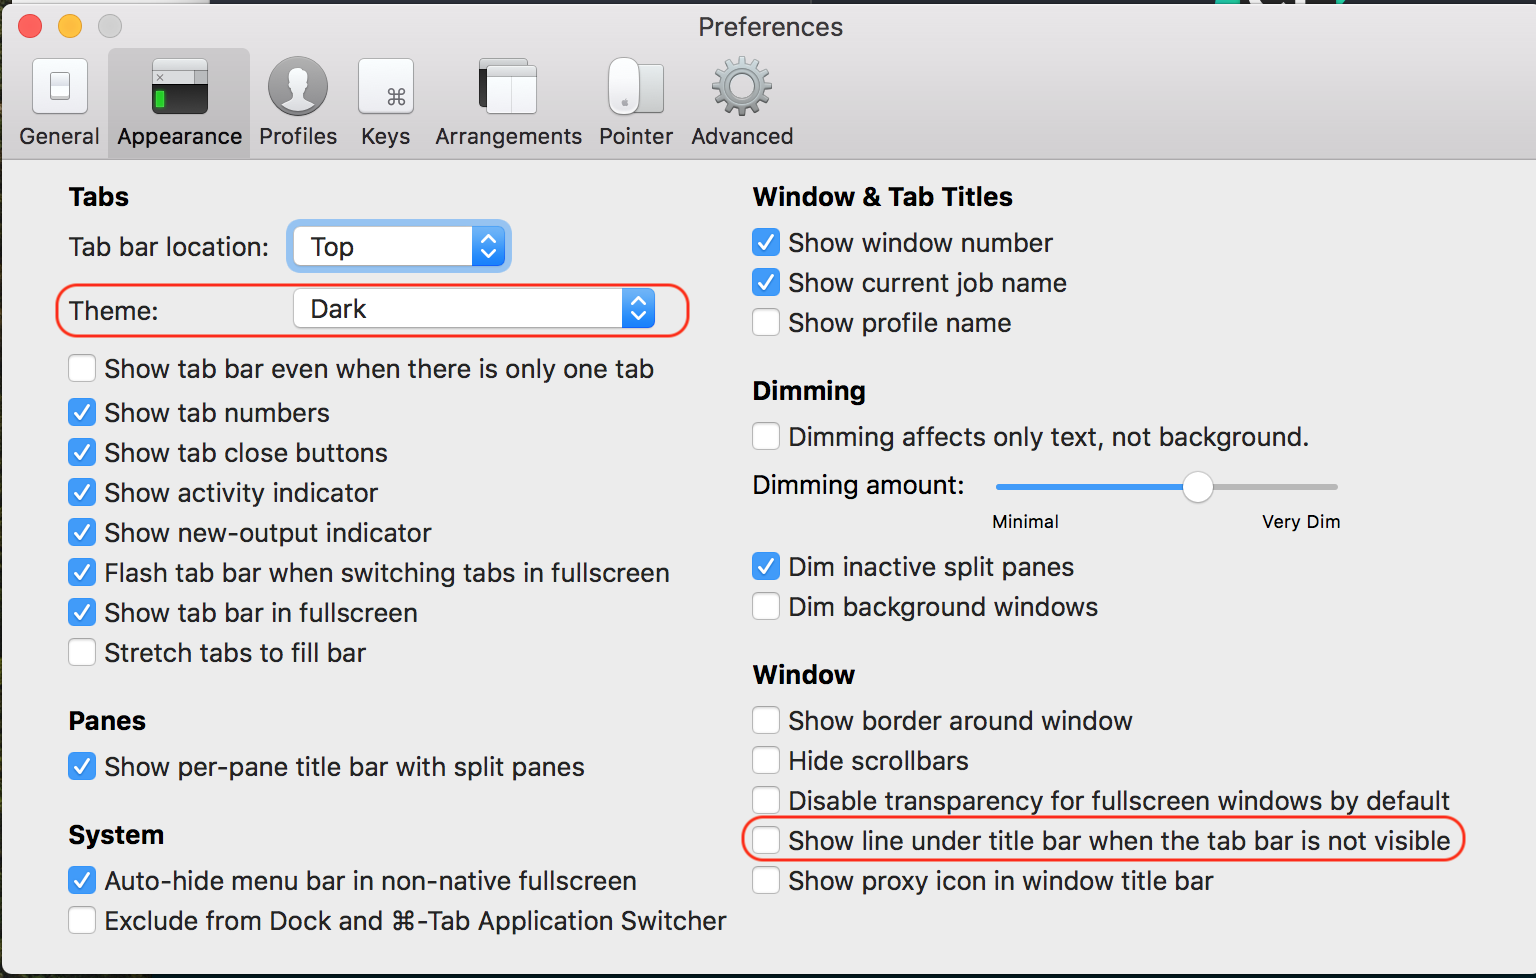 Preferences
General
Appearance
Profiles
Keys
Arrangements
Pointer
Advanced
Tabs
Tab bar location: Top
Theme: Dark
Show tab bar even when there is only one tab
Show tab numbers
Show tab close buttons
Show activity indicator
Show new-output indicator
Flash tab bar when switching tabs in fullscreen
Show tab bar in fullscreen
Stretch tabs to fill bar
Panes
Show per-pane title bar with split panes
System
Auto-hide menu bar in non-native fullscreen
Exclude from Dock and ⌘-Tab Application Switcher
Window & Tab Titles
Show window number
Show current job name
Show profile name
Dimming
Dimming affects only text, not background.
Dimming amount:
Minimal Very Dim
Dim inactive split panes
Dim background windows
Window
Show border around window
Hide scrollbars
Disable transparency for fullscreen windows by default
Show line under title bar when the tab bar is not visible
Show proxy icon in window title bar